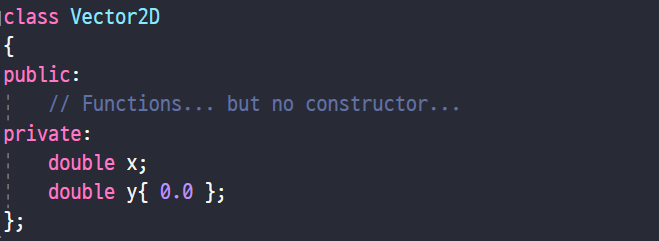 class Vector2D
{
public:
    // Functions... but no constructor...
private:
    double x;
    double y{ 0.0 };
};